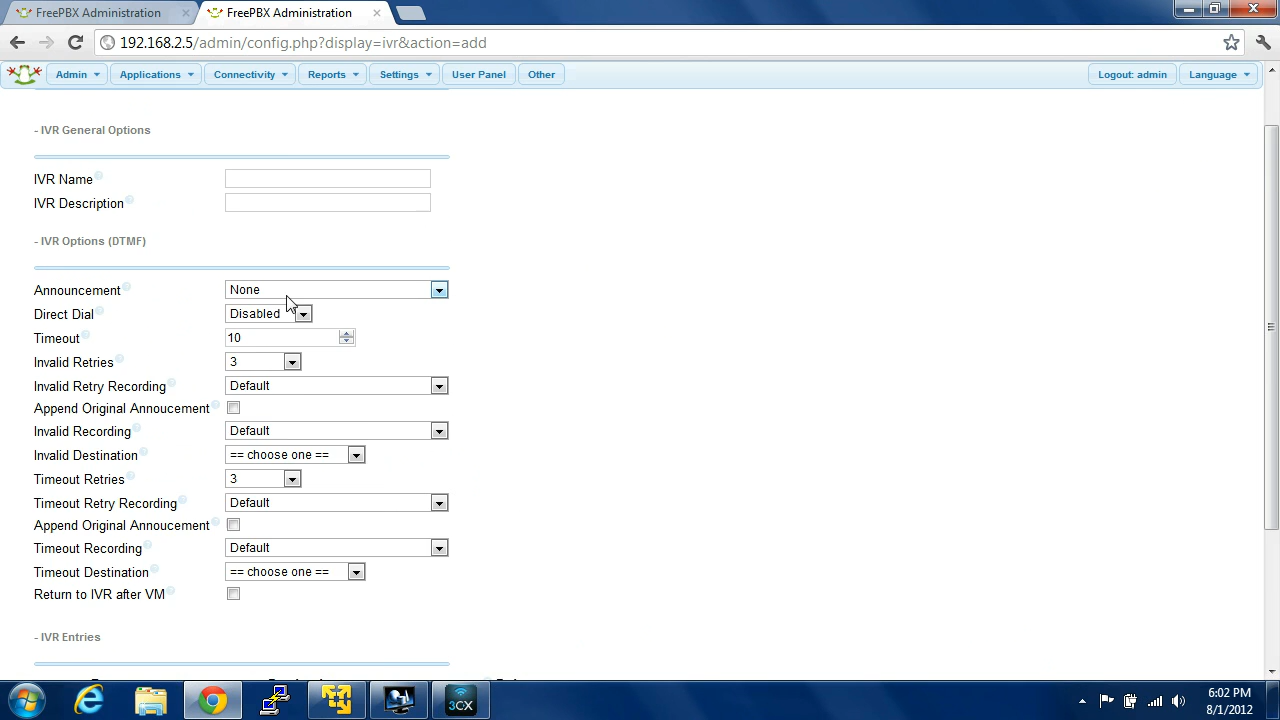 FreePBX Administration
FreePBX Administration
192.168.2.5/admin/config.php?display=ivr&action=add
Admin Applications Connectivity Reports Settings User Panel Other Logout: admin Language
- IVR General Options
IVR Name
IVR Description
- IVR Options (DTMF)
Announcement None
Direct Dial Disabled
Timeout 10
Invalid Retries 3
Invalid Retry Recording Default
Append Original Annoucement
Invalid Recording Default
Invalid Destination == choose one ==
Timeout Retries 3
Timeout Retry Recording Default
Append Original Annoucement
Timeout Recording Default
Timeout Destination == choose one ==
Return to IVR after VM
- IVR Entries
3CX
6:02 PM
8/1/2012